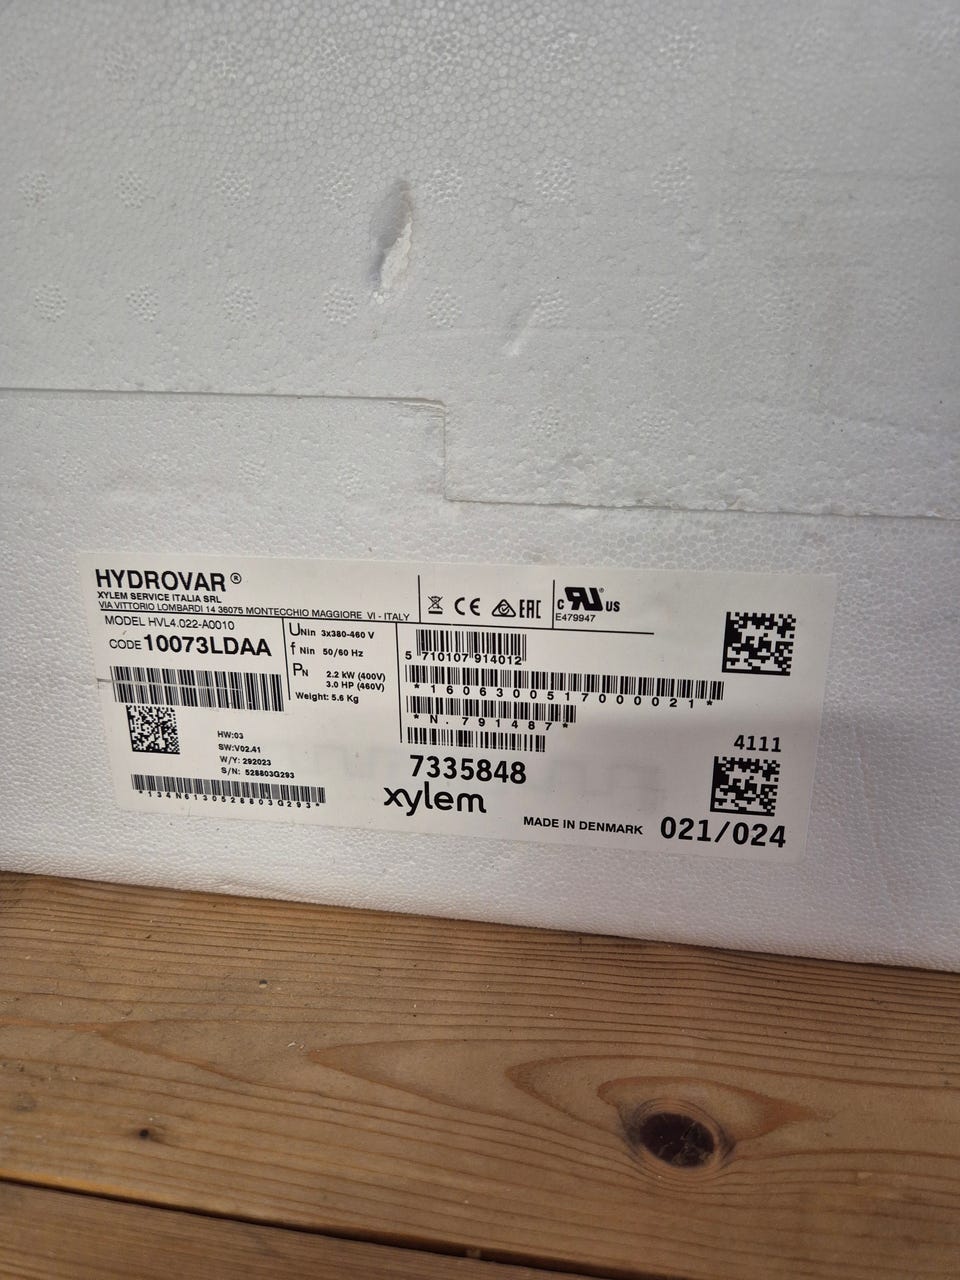 HYDROVAR®
XYLEM SERVICE ITALIA SRL
VIA VITTORIO LOMBARDI 14 36075 MONTECCHIO MAGGIORE VI - ITALY
MODEL HVL4.022-A0010
CODE 10073LDAA
UNin 3x380-460 V
f Nin 50/60 Hz
PN 2.2 kW (400V)
3.0 HP (460V)
Weight: 5.6 Kg
CE EAC
c RU US
E479947
5 710107 914012
*1606300517000021*
*N.791487*
HW:03
SW:V02.41
W/Y: 292023
S/N: 528803G293
*134N6130528803G293*
7335848
xylem
MADE IN DENMARK
4111
021/024